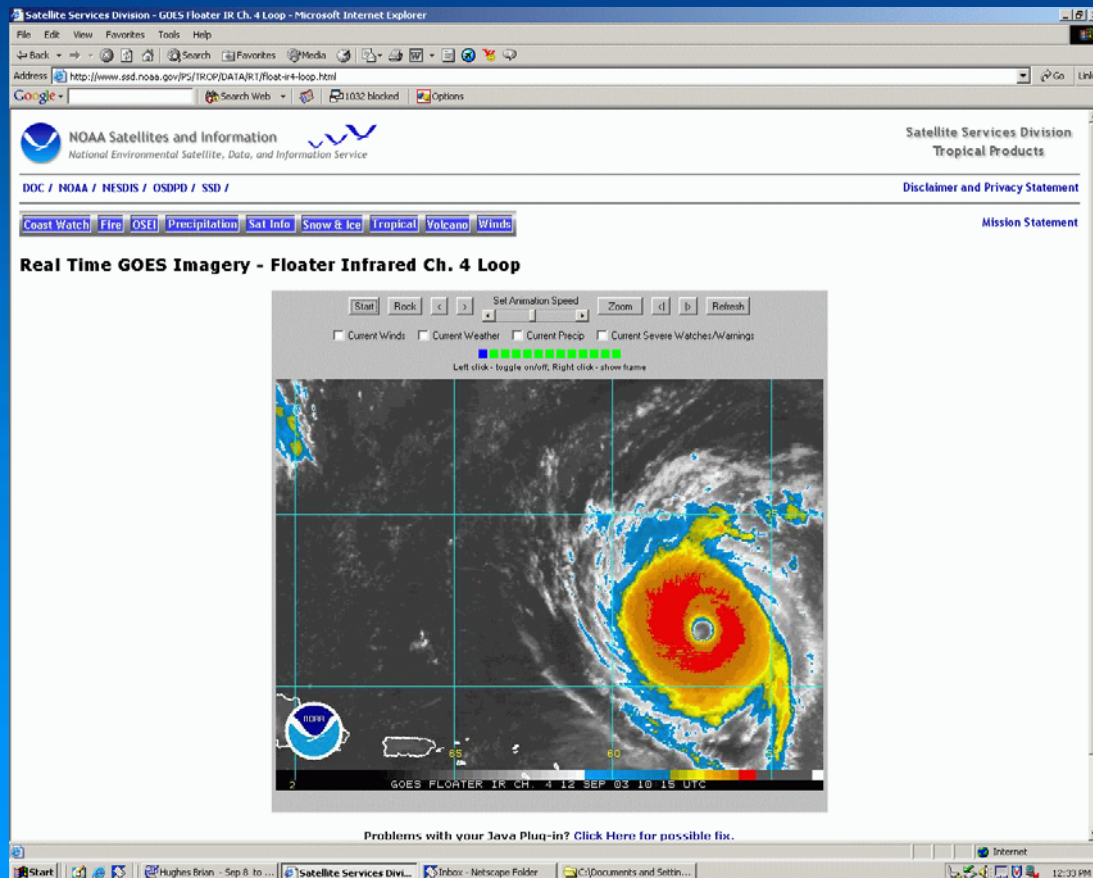 Satellite Services Division - GOES Floater IR Ch. 4 Loop - Microsoft Internet Explorer
File Edit View Favorites Tools Help
Back Search Favorites Media
Address http://www.ssd.noaa.gov/PS/TROP/DATA/RT/float-ir4-loop.html Go Link
Google Search Web 1032 blocked Options
NOAA Satellites and Information
National Environmental Satellite, Data, and Information Service
Satellite Services Division
Tropical Products
DOC / NOAA / NESDIS / OSDPD / SSD / Disclaimer and Privacy Statement
Coast Watch Fire OSEI Precipitation Sat Info Snow & Ice Tropical Volcano Winds Mission Statement
Real Time GOES Imagery - Floater Infrared Ch. 4 Loop
Set Animation Speed
Start Rock < > Zoom <| |> Refresh
Current Winds Current Weather Current Precip Current Severe Watches/Warnings
Left click - toggle on/off, Right click - show frame
25
NOAA
65 60
2 GOES FLOATER IR CH. 4 12 SEP 03 10:15 UTC
Problems with your Java Plug-in? Click Here for possible fix.
Internet
Start Hughes Brian - Sep 8 to ... Satellite Services Divi... Inbox - Netscape Folder C:\Documents and Settin... 12:33 PM